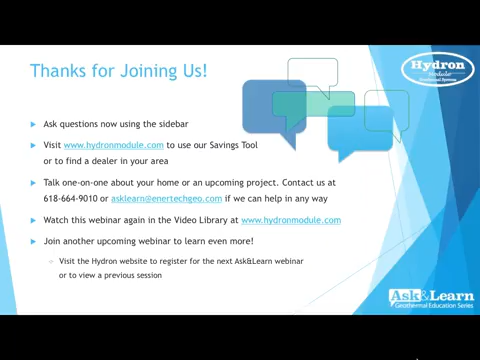 Hydron
Module
Geothermal Systems
Thanks for Joining Us!
Ask questions now using the sidebar
Visit www.hydronmodule.com to use our Savings Tool
or to find a dealer in your area
Talk one-on-one about your home or an upcoming project. Contact us at
618-664-9010 or asklearn@enertechgeo.com if we can help in any way
Watch this webinar again in the Video Library at www.hydronmodule.com
Join another upcoming webinar to learn even more!
Visit the Hydron website to register for the next Ask&Learn webinar
or to view a previous session
Ask&Learn
Geothermal Education Series